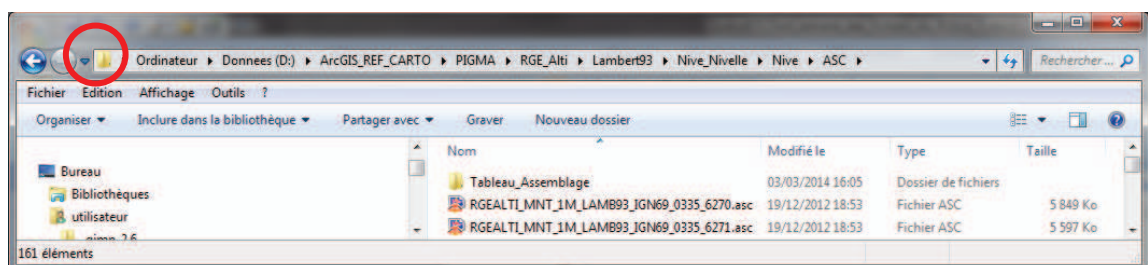 Ordinateur ▸ Donnees (D:) ▸ ArcGIS_REF_CARTO ▸ PIGMA ▸ RGE_Alti ▸ Lambert93 ▸ Nive_Nivelle ▸ Nive ▸ ASC ▸ Rechercher...
Fichier Edition Affichage Outils ?
Organiser Inclure dans la bibliothèque Partager avec Graver Nouveau dossier
Nom Modifié le Type Taille
Bureau
Tableau_Assemblage 03/03/2014 16:05 Dossier de fichiers
Bibliothèques
RGEALTI_MNT_1M_LAMB93_IGN69_0335_6270.asc 19/12/2012 18:53 Fichier ASC 5 849 Ko
utilisateur
RGEALTI_MNT_1M_LAMB93_IGN69_0335_6271.asc 19/12/2012 18:53 Fichier ASC 5 597 Ko
161 éléments